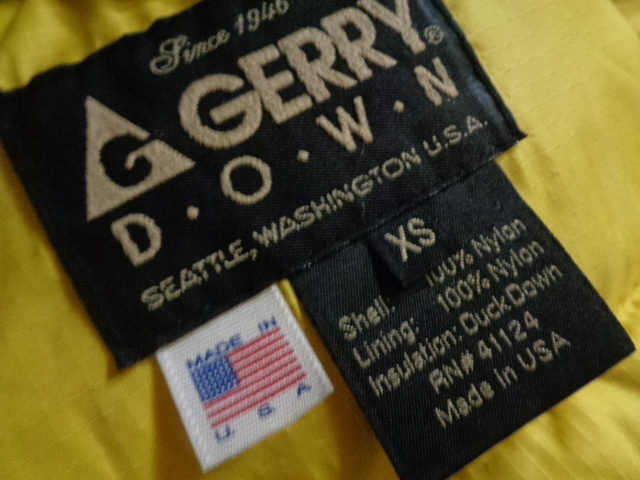 Since 1946
G GERRY®
D·O·W·N
SEATTLE, WASHINGTON U.S.A.
XS
Shell: 100% Nylon
Lining: 100% Nylon
Insulation: Duck Down
RN# 41124
Made in USA
MADE IN
U. S. A